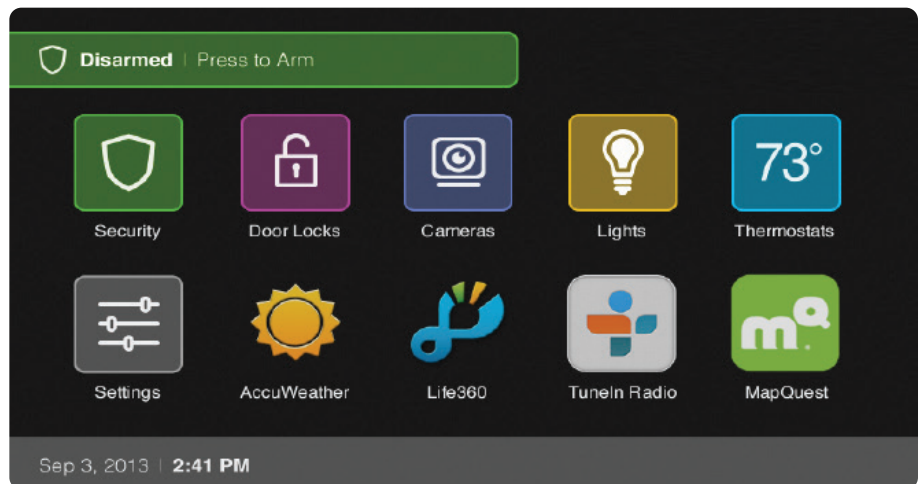 Disarmed | Press to Arm
73°
Security Door Locks Cameras Lights Thermostats
mQ
Settings AccuWeather Life360 TuneIn Radio MapQuest
Sep 3, 2013 | 2:41 PM